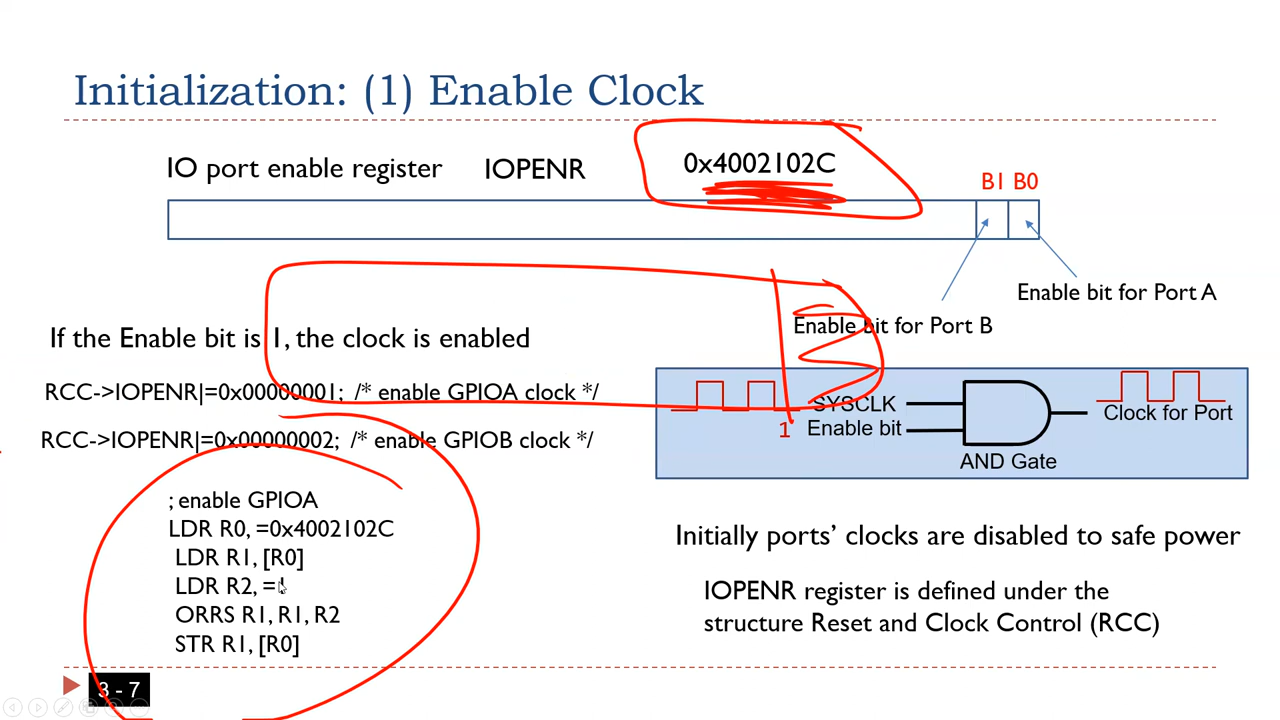 Initialization: (1) Enable Clock
IO port enable register IOPENR 0x4002102C
B1 B0
Enable bit for Port A
Enable bit for Port B
If the Enable bit is 1, the clock is enabled
RCC->IOPENR|=0x00000001; /* enable GPIOA clock */
RCC->IOPENR|=0x00000002; /* enable GPIOB clock */
SYSCLK
1 Enable bit
AND Gate
Clock for Port
; enable GPIOA
LDR R0, =0x4002102C
LDR R1, [R0]
LDR R2, =
ORRS R1, R1, R2
STR R1, [R0]
Initially ports’ clocks are disabled to safe power
IOPENR register is defined under the
structure Reset and Clock Control (RCC)
3 - 7